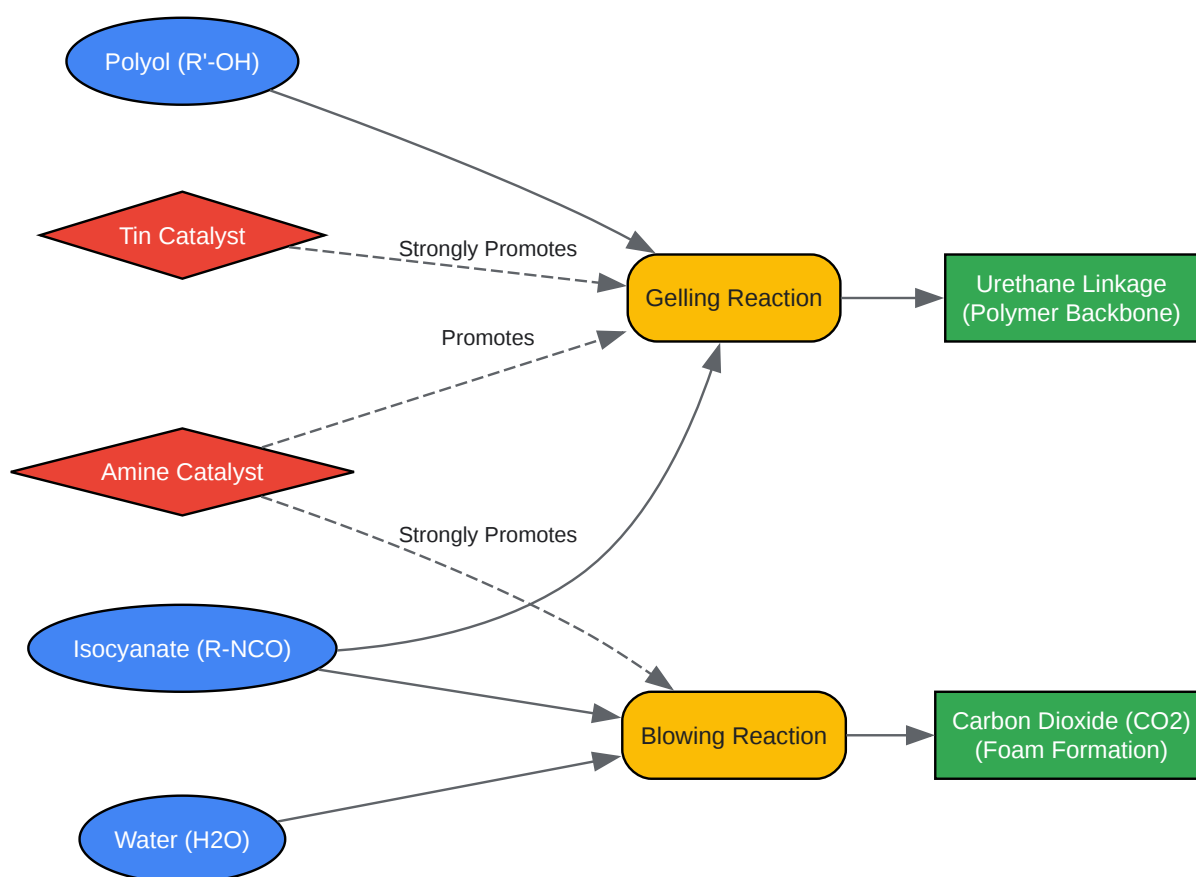 Polyol (R'-OH)
Tin Catalyst
Strongly Promotes
Gelling Reaction
Urethane Linkage
(Polymer Backbone)
Promotes
Amine Catalyst
Strongly Promotes
Isocyanate (R-NCO)
Blowing Reaction
Carbon Dioxide (CO2)
(Foam Formation)
Water (H2O)